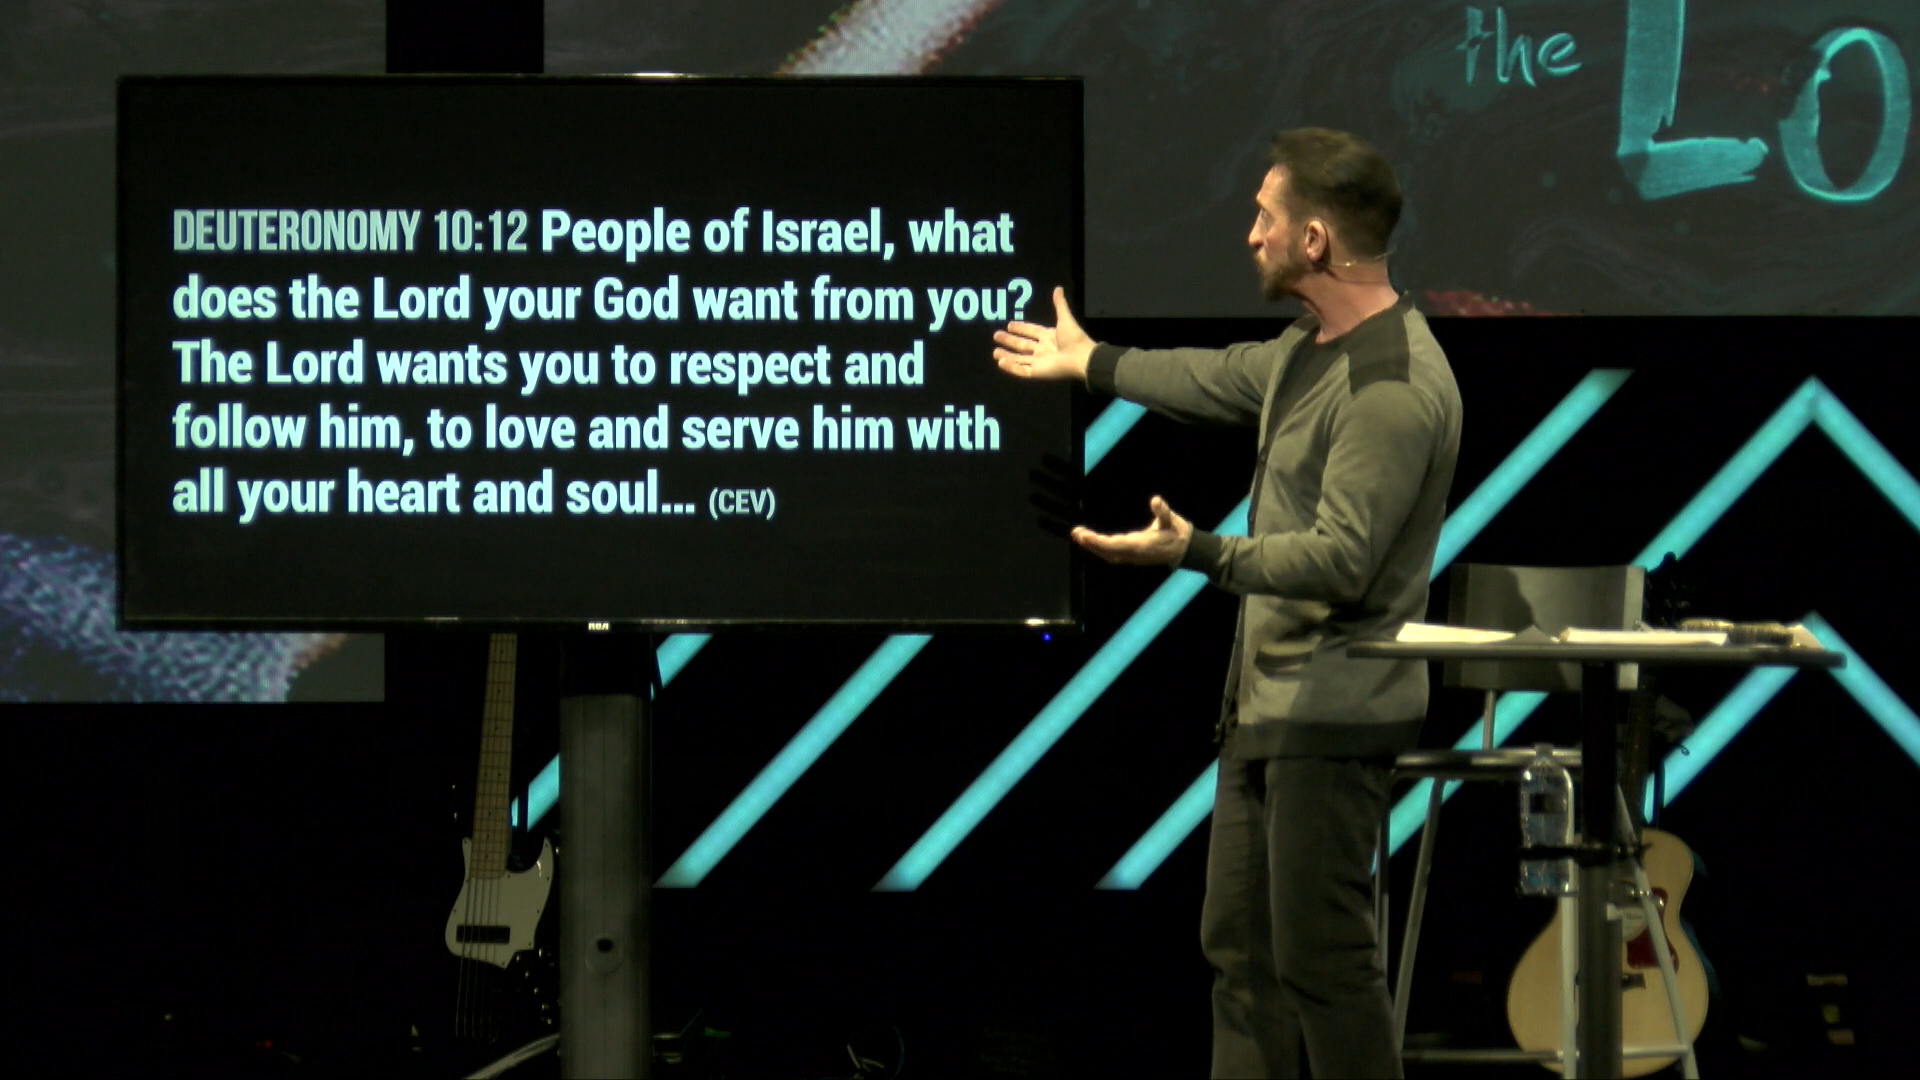 the
Lo
DEUTERONOMY 10:12 People of Israel, what
does the Lord your God want from you?
The Lord wants you to respect and
follow him, to love and serve him with
all your heart and soul... (CEV)
RCA